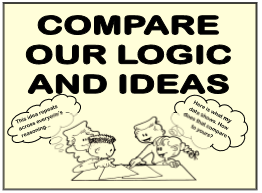 COMPARE
OUR LOGIC
AND IDEAS
This idea repeats
across everyone's
reasoning...
Here is what my
data shows. How
does that compare
to yours?